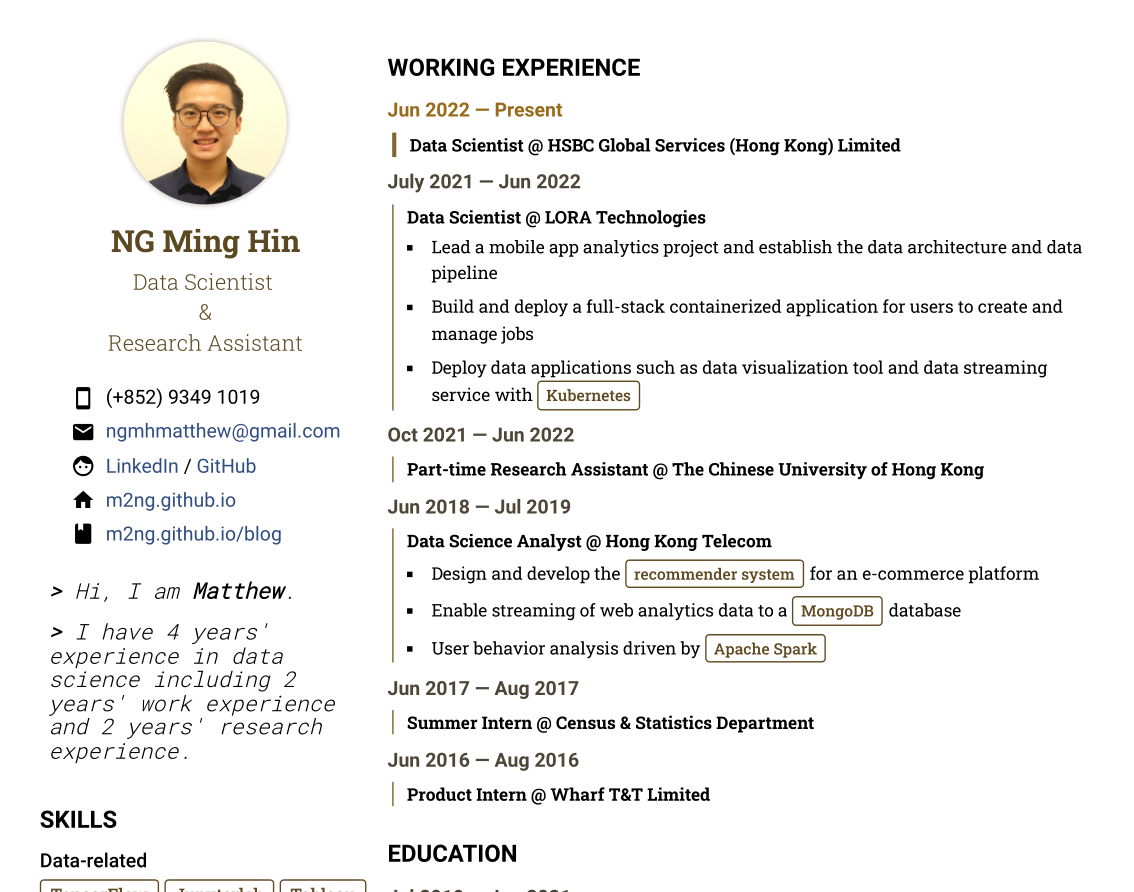 NG Ming Hin
Data Scientist
&
Research Assistant
(+852) 9349 1019
ngmhmatthew@gmail.com
LinkedIn / GitHub
m2ng.github.io
m2ng.github.io/blog
> Hi, I am Matthew.
> I have 4 years'
experience in data
science including 2
years' work experience
and 2 years' research
experience.
SKILLS
Data-related
TensorFlow Jupyterlab Tableau
WORKING EXPERIENCE
Jun 2022 — Present
Data Scientist @ HSBC Global Services (Hong Kong) Limited
July 2021 — Jun 2022
Data Scientist @ LORA Technologies
▪ Lead a mobile app analytics project and establish the data architecture and data
pipeline
▪ Build and deploy a full-stack containerized application for users to create and
manage jobs
▪ Deploy data applications such as data visualization tool and data streaming
service with Kubernetes
Oct 2021 — Jun 2022
Part-time Research Assistant @ The Chinese University of Hong Kong
Jun 2018 — Jul 2019
Data Science Analyst @ Hong Kong Telecom
▪ Design and develop the recommender system for an e-commerce platform
▪ Enable streaming of web analytics data to a MongoDB database
▪ User behavior analysis driven by Apache Spark
Jun 2017 — Aug 2017
Summer Intern @ Census & Statistics Department
Jun 2016 — Aug 2016
Product Intern @ Wharf T&T Limited
EDUCATION